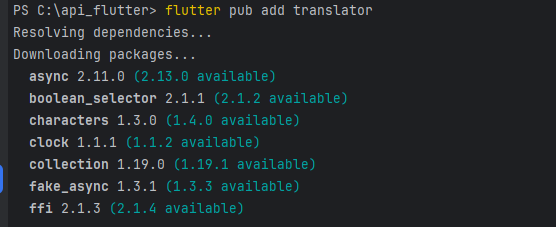 PS C:\api_flutter> flutter pub add translator
Resolving dependencies...
Downloading packages...
async 2.11.0 (2.13.0 available)
boolean_selector 2.1.1 (2.1.2 available)
characters 1.3.0 (1.4.0 available)
clock 1.1.1 (1.1.2 available)
collection 1.19.0 (1.19.1 available)
fake_async 1.3.1 (1.3.3 available)
ffi 2.1.3 (2.1.4 available)